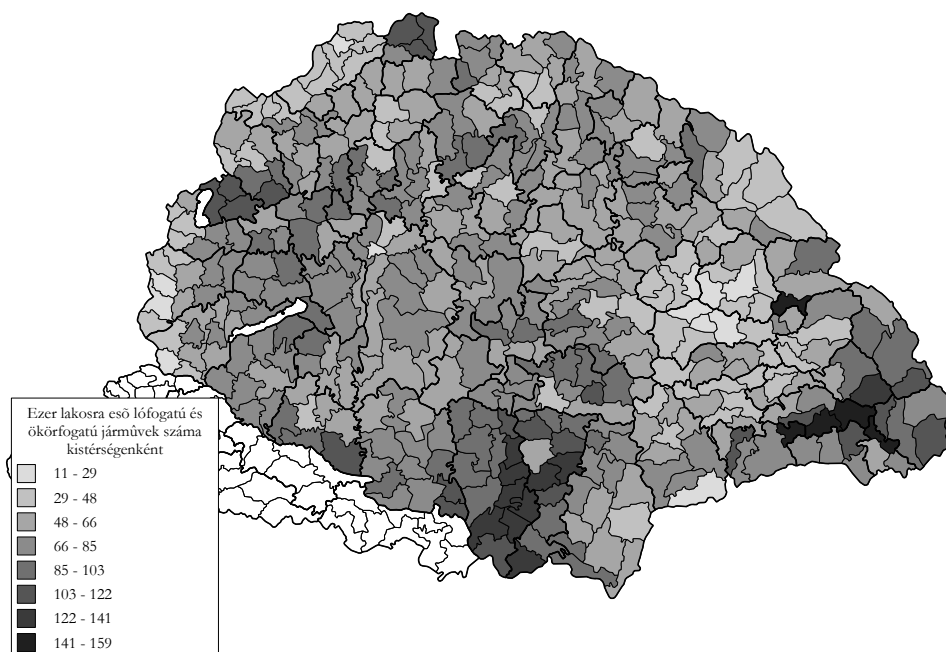 Ezer lakosra eső lófogatú és
ökörfogatú járművek száma
kistérségenként
11 - 29
29 - 48
48 - 66
66 - 85
85 - 103
103 - 122
122 - 141
141 - 159